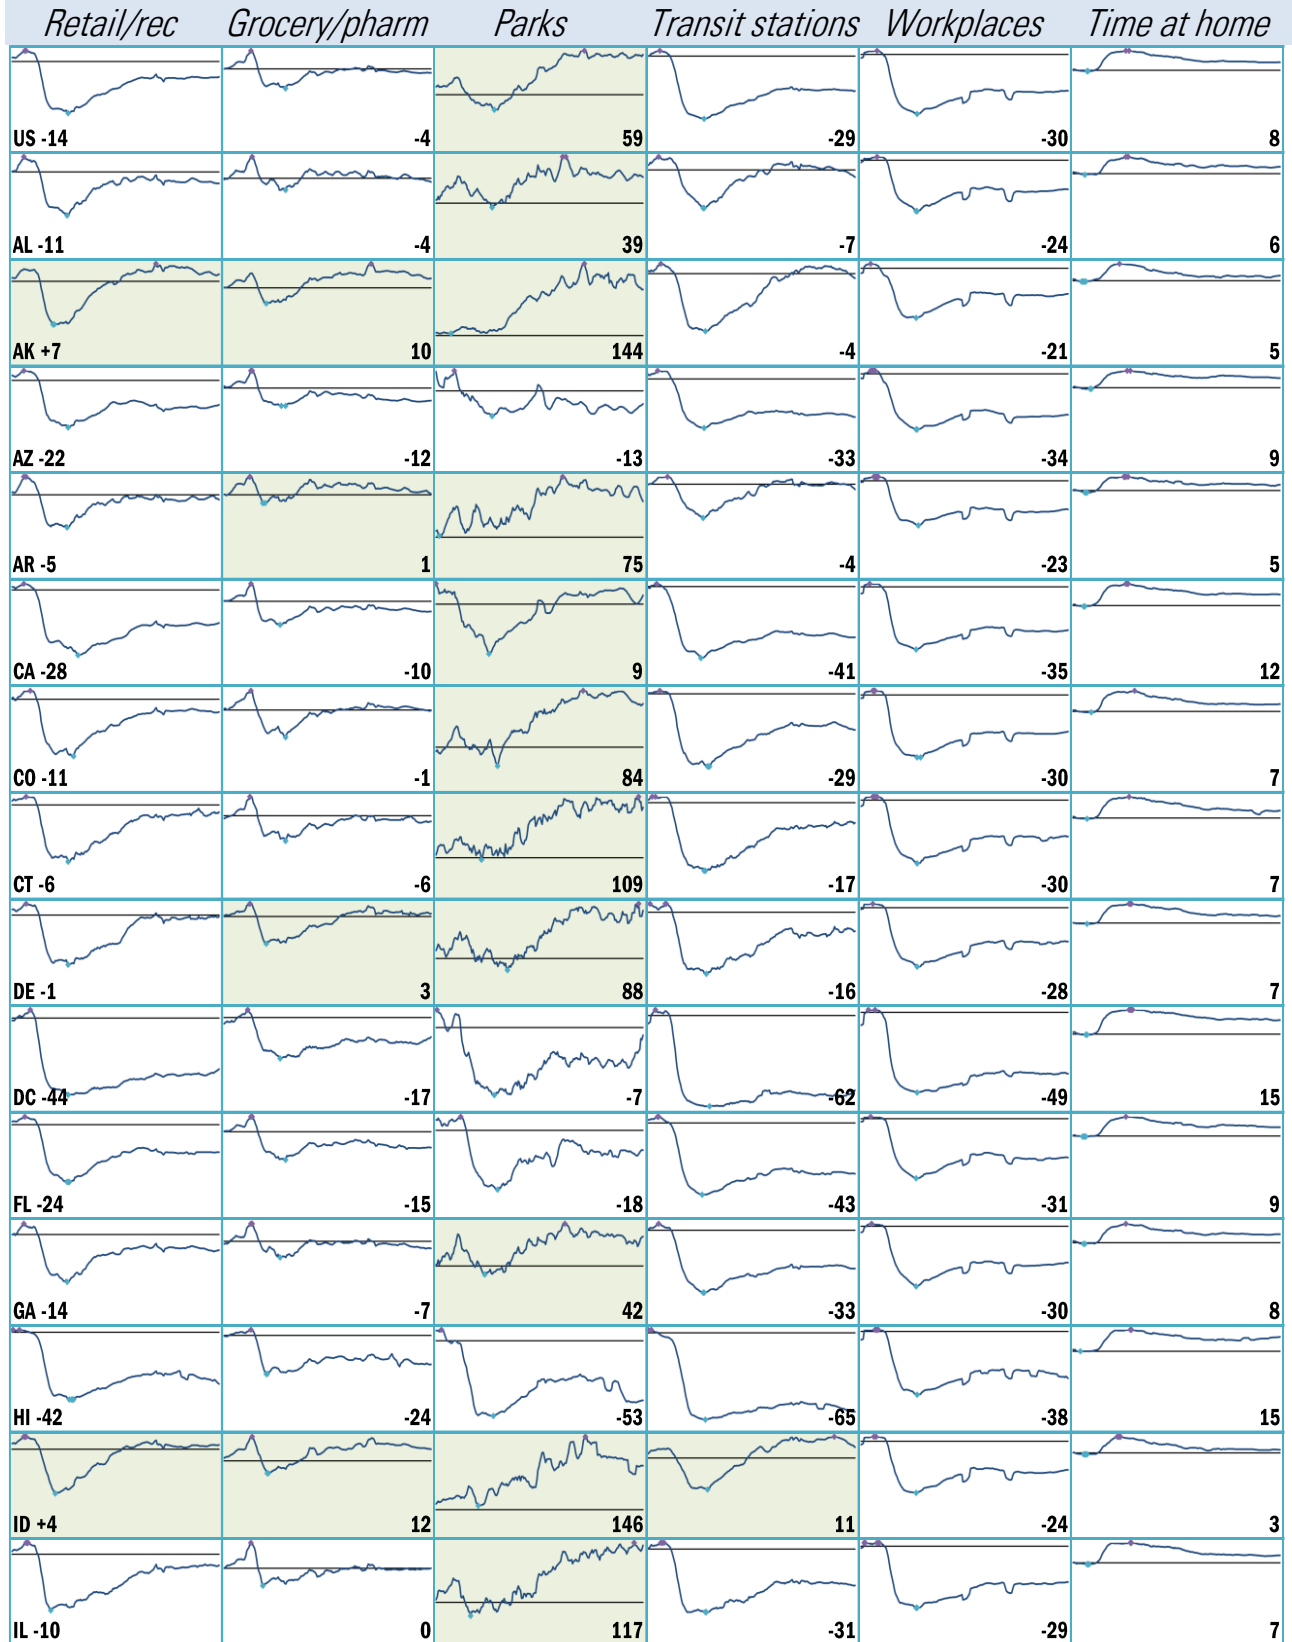 Retail/rec Grocery/pharm Parks Transit stations Workplaces Time at home
US -14 -4 59 -29 -30 8
AL -11 -4 39 -7 -24 6
AK +7 10 144 -4 -21 5
AZ -22 -12 -13 -33 -34 9
AR -5 1 75 -4 -23 5
CA -28 -10 9 -41 -35 12
CO -11 -1 84 -29 -30 7
CT -6 -6 109 -17 -30 7
DE -1 3 88 -16 -28 7
DC -44 -17 -7 -62 -49 15
FL -24 -15 -18 -43 -31 9
GA -14 -7 42 -33 -30 8
HI -42 -24 -53 -65 -38 15
ID +4 12 146 11 -24 3
IL -10 0 117 -31 -29 7